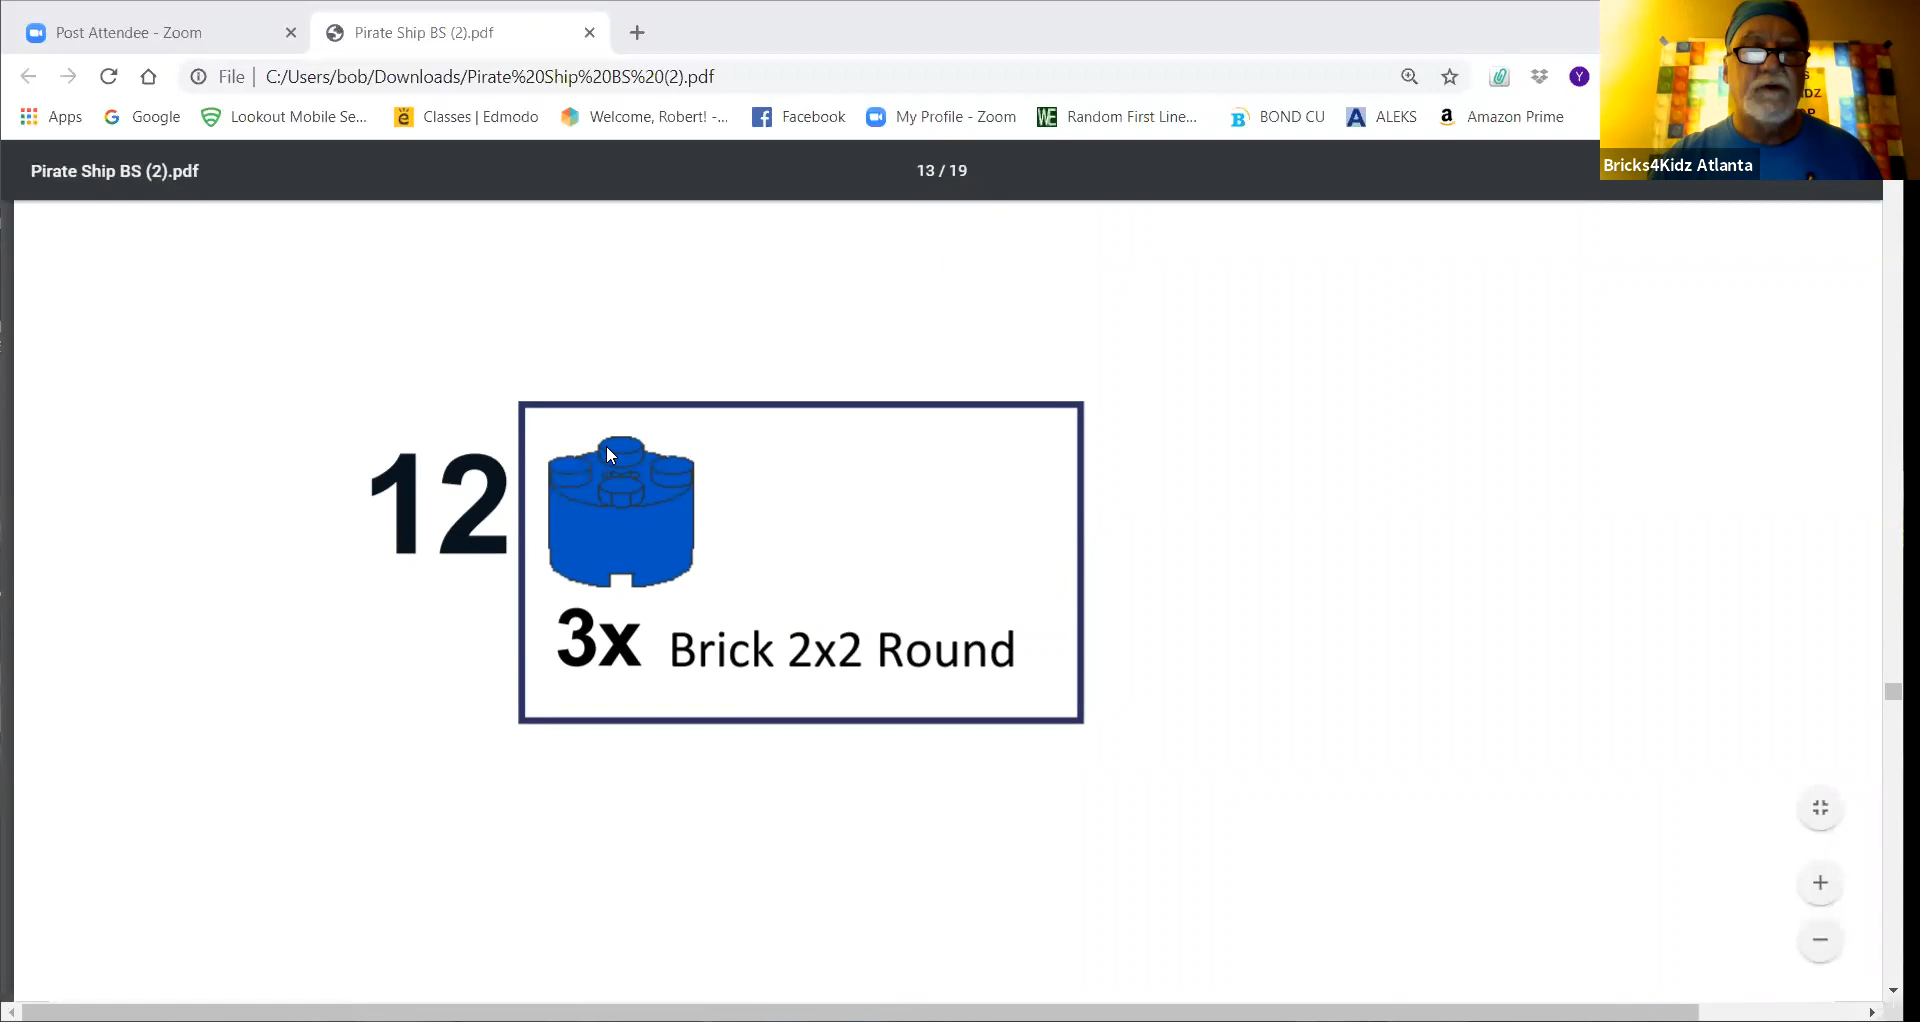 Post Attendee - Zoom
Pirate Ship BS (2).pdf
File
C:/Users/bob/Downloads/Pirate%20Ship%20BS%20(2).pdf
Y
Apps
Google
Lookout Mobile Se...
Classes | Edmodo
Welcome, Robert! -...
Facebook
My Profile - Zoom
WE
Random First Line...
BOND CU
ALEKS
Amazon Prime
Bricks4Kidz Atlanta
Pirate Ship BS (2).pdf
13 / 19
12
3x Brick 2x2 Round